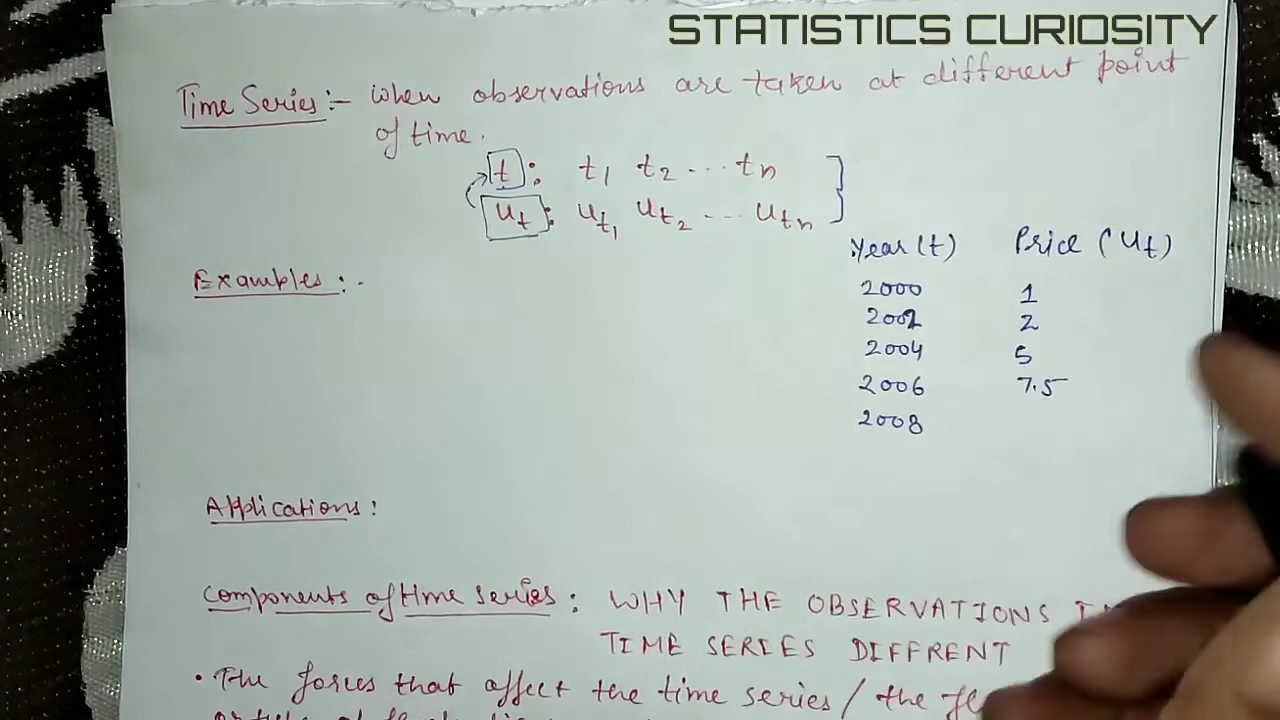 STATISTICS CURIOSITY
Time Series:- When observations are taken at different point
of time.
t : t1 t2 ... tn }
ut : ut1 ut2 ... utn
Year (t) Price (ut)
Examples:-
2000 1
2002 2
2004 5
2006 7.5
2008
Applications:
Components of time series: WHY THE OBSERVATIONS
TIME SERIES DIFFRENT
• The forces that affect the time series / the